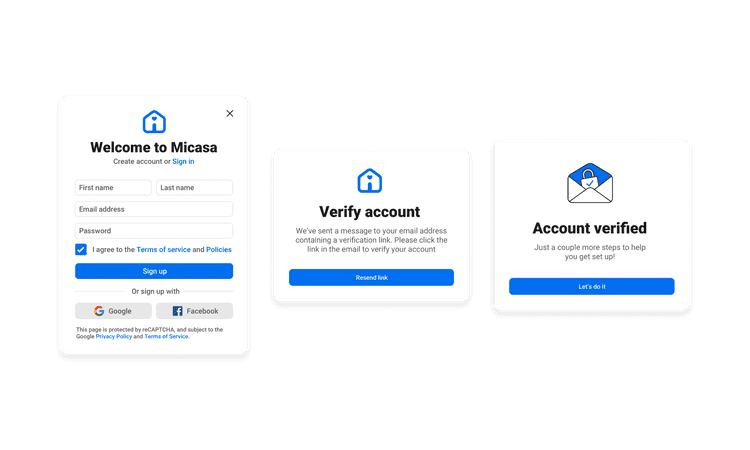 Welcome to Micasa
Create account or Sign in
First name
Last name
Email address
Password
I agree to the Terms of service and Policies
Sign up
Or sign up with
Google
Facebook
This page is protected by reCAPTCHA, and subject to the
Google Privacy Policy and Terms of Service.
Verify account
We've sent a message to your email address
containing a verification link. Please click the
link in the email to verify your account
Resend link
Account verified
Just a couple more steps to help
you get set up!
Let's do it